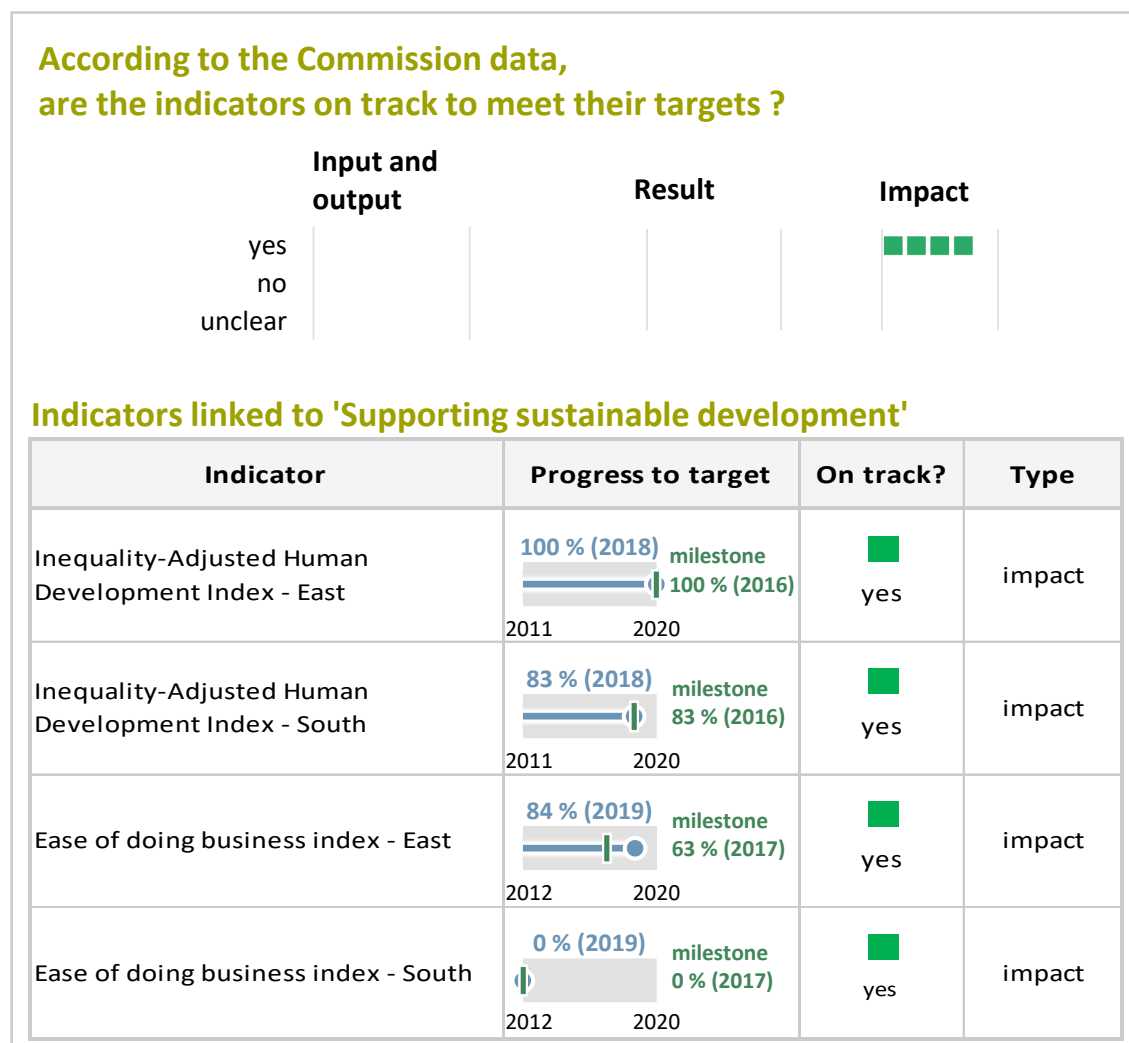 According to the Commission data,
are the indicators on track to meet their targets ?
Input and
output
Result
Impact
yes
no
unclear
Indicators linked to 'Supporting sustainable development'
Indicator
Progress to target
On track?
Type
Inequality-Adjusted Human
Development Index - East
100 % (2018)
milestone
100 % (2016)
2011
2020
yes
impact
Inequality-Adjusted Human
Development Index - South
83 % (2018)
milestone
83 % (2016)
2011
2020
yes
impact
Ease of doing business index - East
84 % (2019)
milestone
63 % (2017)
2012
2020
yes
impact
Ease of doing business index - South
0 % (2019)
milestone
0 % (2017)
2012
2020
yes
impact